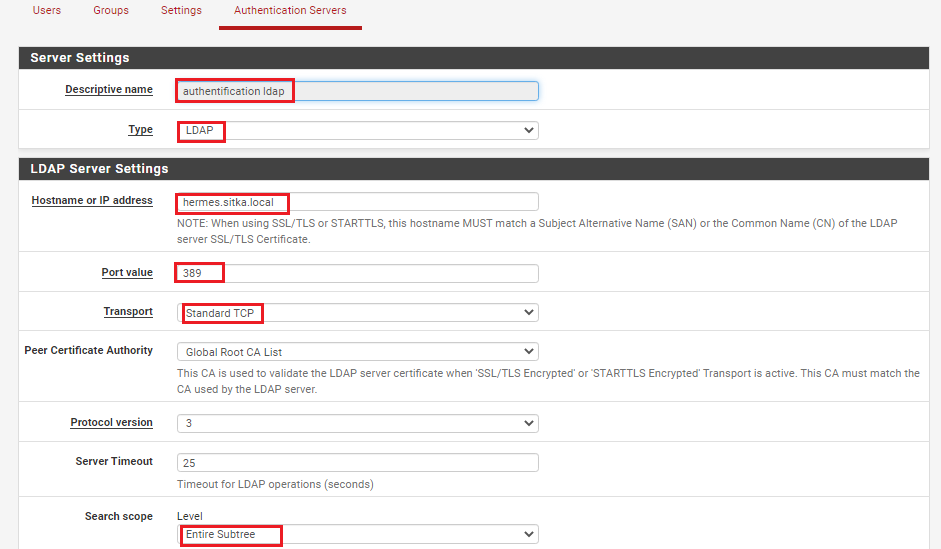 Users Groups Settings Authentication Servers
Server Settings
Descriptive name authentification ldap
Type LDAP
LDAP Server Settings
Hostname or IP address hermes.sitka.local
NOTE: When using SSL/TLS or STARTTLS, this hostname MUST match a Subject Alternative Name (SAN) or the Common Name (CN) of the LDAP
server SSL/TLS Certificate.
Port value 389
Transport Standard TCP
Peer Certificate Authority Global Root CA List
This CA is used to validate the LDAP server certificate when 'SSL/TLS Encrypted' or 'STARTTLS Encrypted' Transport is active. This CA must match the
CA used by the LDAP server.
Protocol version 3
Server Timeout 25
Timeout for LDAP operations (seconds)
Search scope Level
Entire Subtree